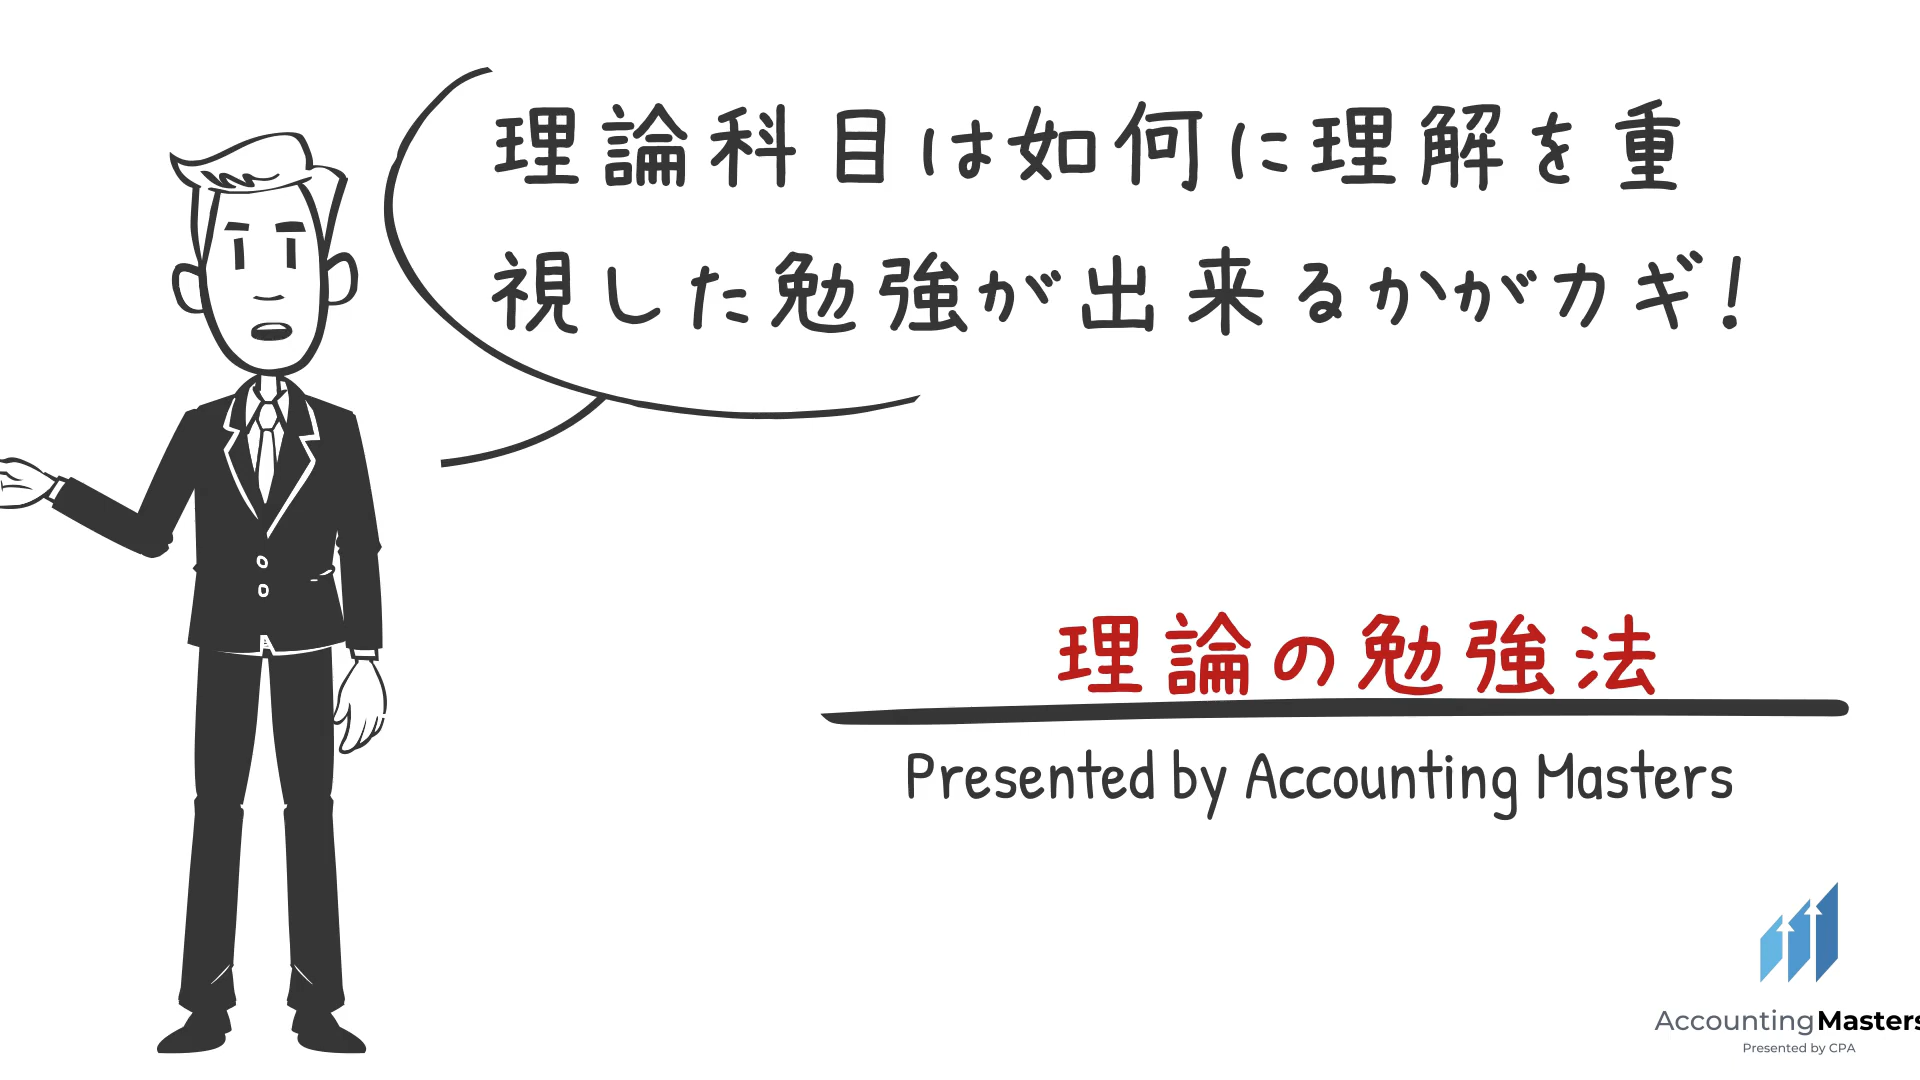 理論科目は如何に理解を重
視した勉強が出来るかがカギ!
理論の勉強法
Presented by Accounting Masters
AccountingMasters
Presented by CPA